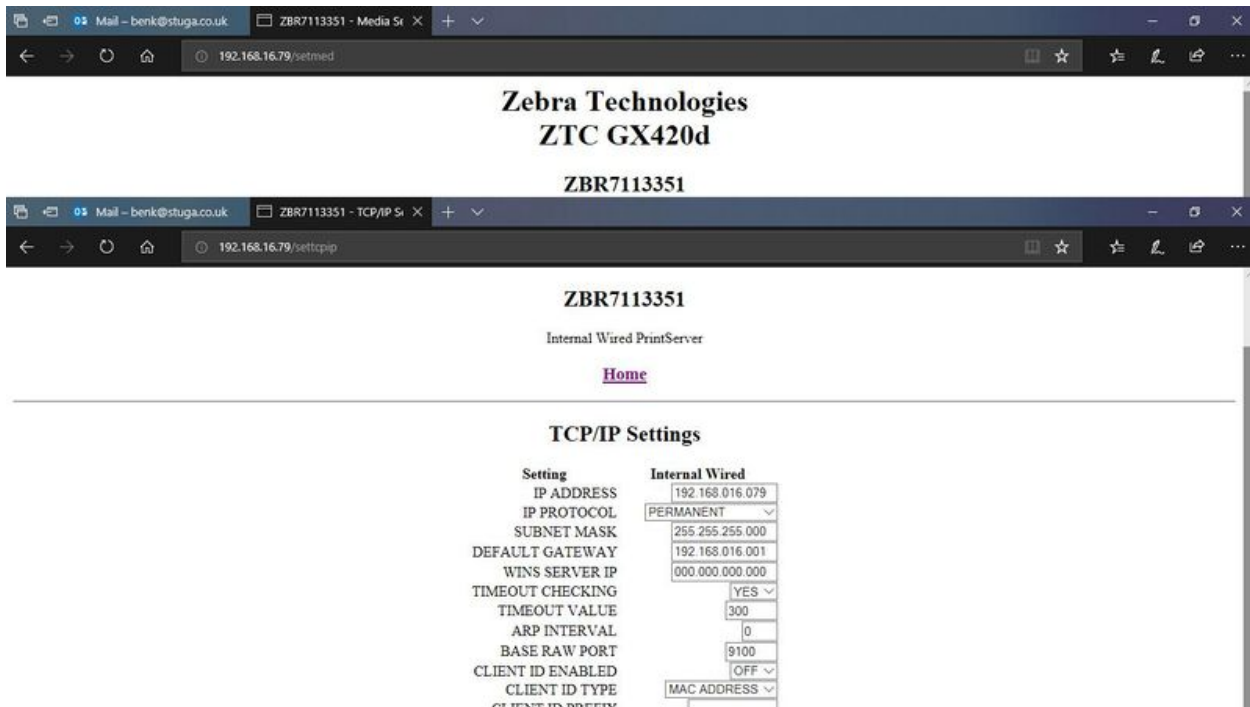 Mail – benk@stuga.co.uk ZBR7113351 - Media Se
192.168.16.79/setmed
Zebra Technologies
ZTC GX420d
ZBR7113351
Mail – benk@stuga.co.uk ZBR7113351 - TCP/IP Se
192.168.16.79/settcpip
ZBR7113351
Internal Wired PrintServer
Home
TCP/IP Settings
Setting Internal Wired
IP ADDRESS 192.168.016.079
IP PROTOCOL PERMANENT
SUBNET MASK 255.255.255.000
DEFAULT GATEWAY 192.168.016.001
WINS SERVER IP 000.000.000.000
TIMEOUT CHECKING YES
TIMEOUT VALUE 300
ARP INTERVAL 0
BASE RAW PORT 9100
CLIENT ID ENABLED OFF
CLIENT ID TYPE MAC ADDRESS
CLIENT ID PREFIX